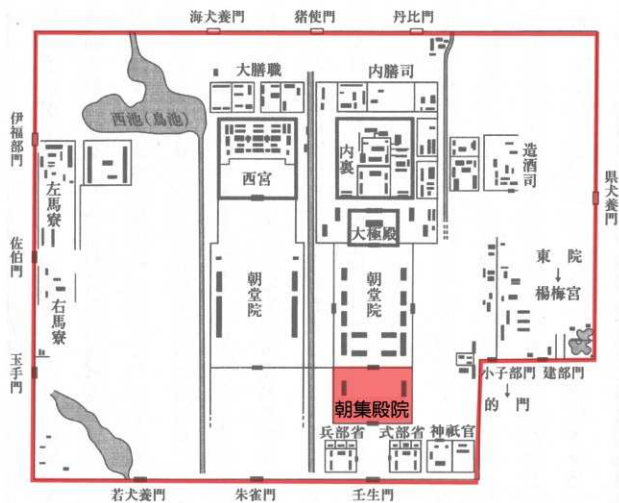 海犬養門
猪使門
丹比門
大膳職
内膳司
西池(鳥池)
伊福部門
左馬寮
西宮
内裏
造酒司
県犬養門
大極殿
佐伯門
右馬寮
朝堂院
朝堂院
東院
↓
楊梅宮
玉手門
小子部門
建部門
↓
的門
朝集殿院
兵部省
式部省
神祇官
若犬養門
朱雀門
壬生門